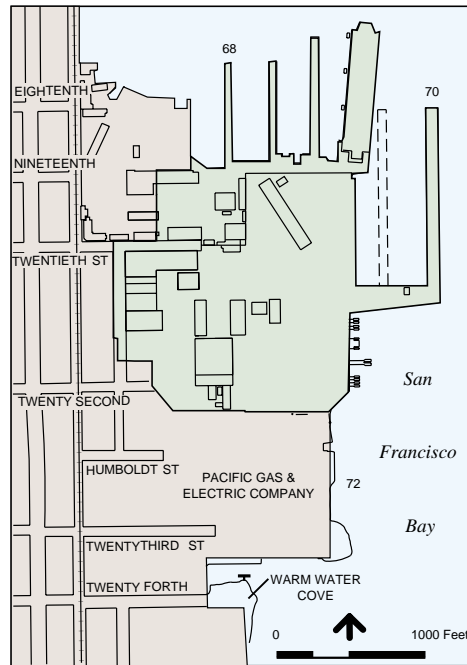 68
70
EIGHTENTH
NINETEENTH
TWENTIETH ST
San
TWENTY SECOND
Francisco
HUMBOLDT ST
PACIFIC GAS &
ELECTRIC COMPANY
72
Bay
TWENTYTHIRD ST
TWENTY FORTH
WARM WATER
COVE
0
1000 Feet